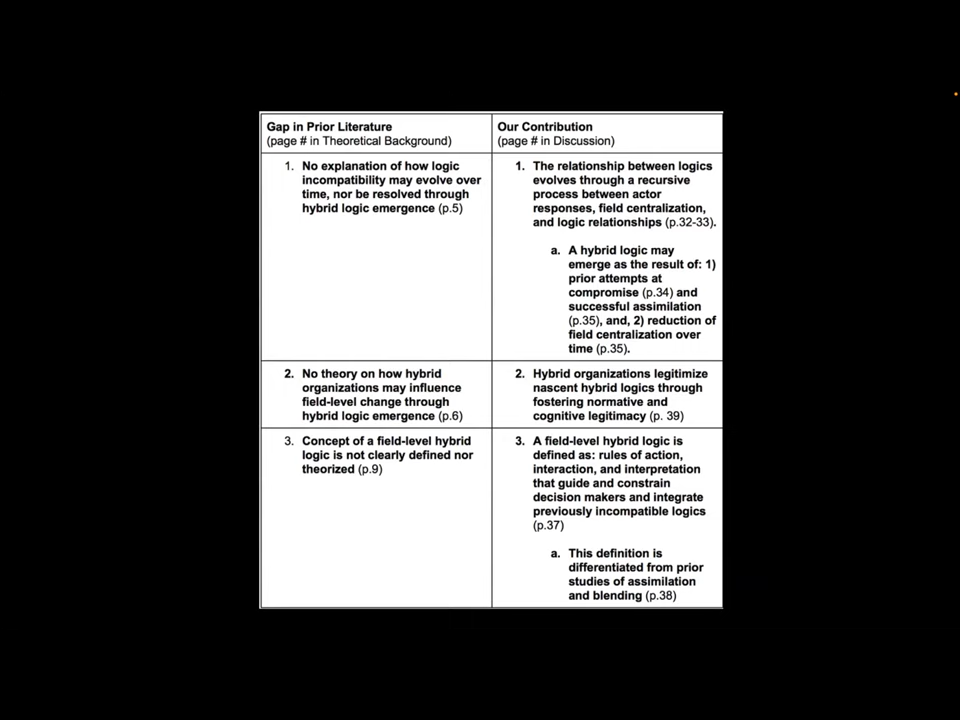 Gap in Prior Literature
(page # in Theoretical Background)
Our Contribution
(page # in Discussion)
1. No explanation of how logic
incompatibility may evolve over
time, nor be resolved through
hybrid logic emergence (p.5)
1. The relationship between logics
evolves through a recursive
process between actor
responses, field centralization,
and logic relationships (p.32-33).
a. A hybrid logic may
emerge as the result of: 1)
prior attempts at
compromise (p.34) and
successful assimilation
(p.35), and, 2) reduction of
field centralization over
time (p.35).
2. No theory on how hybrid
organizations may influence
field-level change through
hybrid logic emergence (p.6)
2. Hybrid organizations legitimize
nascent hybrid logics through
fostering normative and
cognitive legitimacy (p. 39)
3. Concept of a field-level hybrid
logic is not clearly defined nor
theorized (p.9)
3. A field-level hybrid logic is
defined as: rules of action,
interaction, and interpretation
that guide and constrain
decision makers and integrate
previously incompatible logics
(p.37)
a. This definition is
differentiated from prior
studies of assimilation
and blending (p.38)